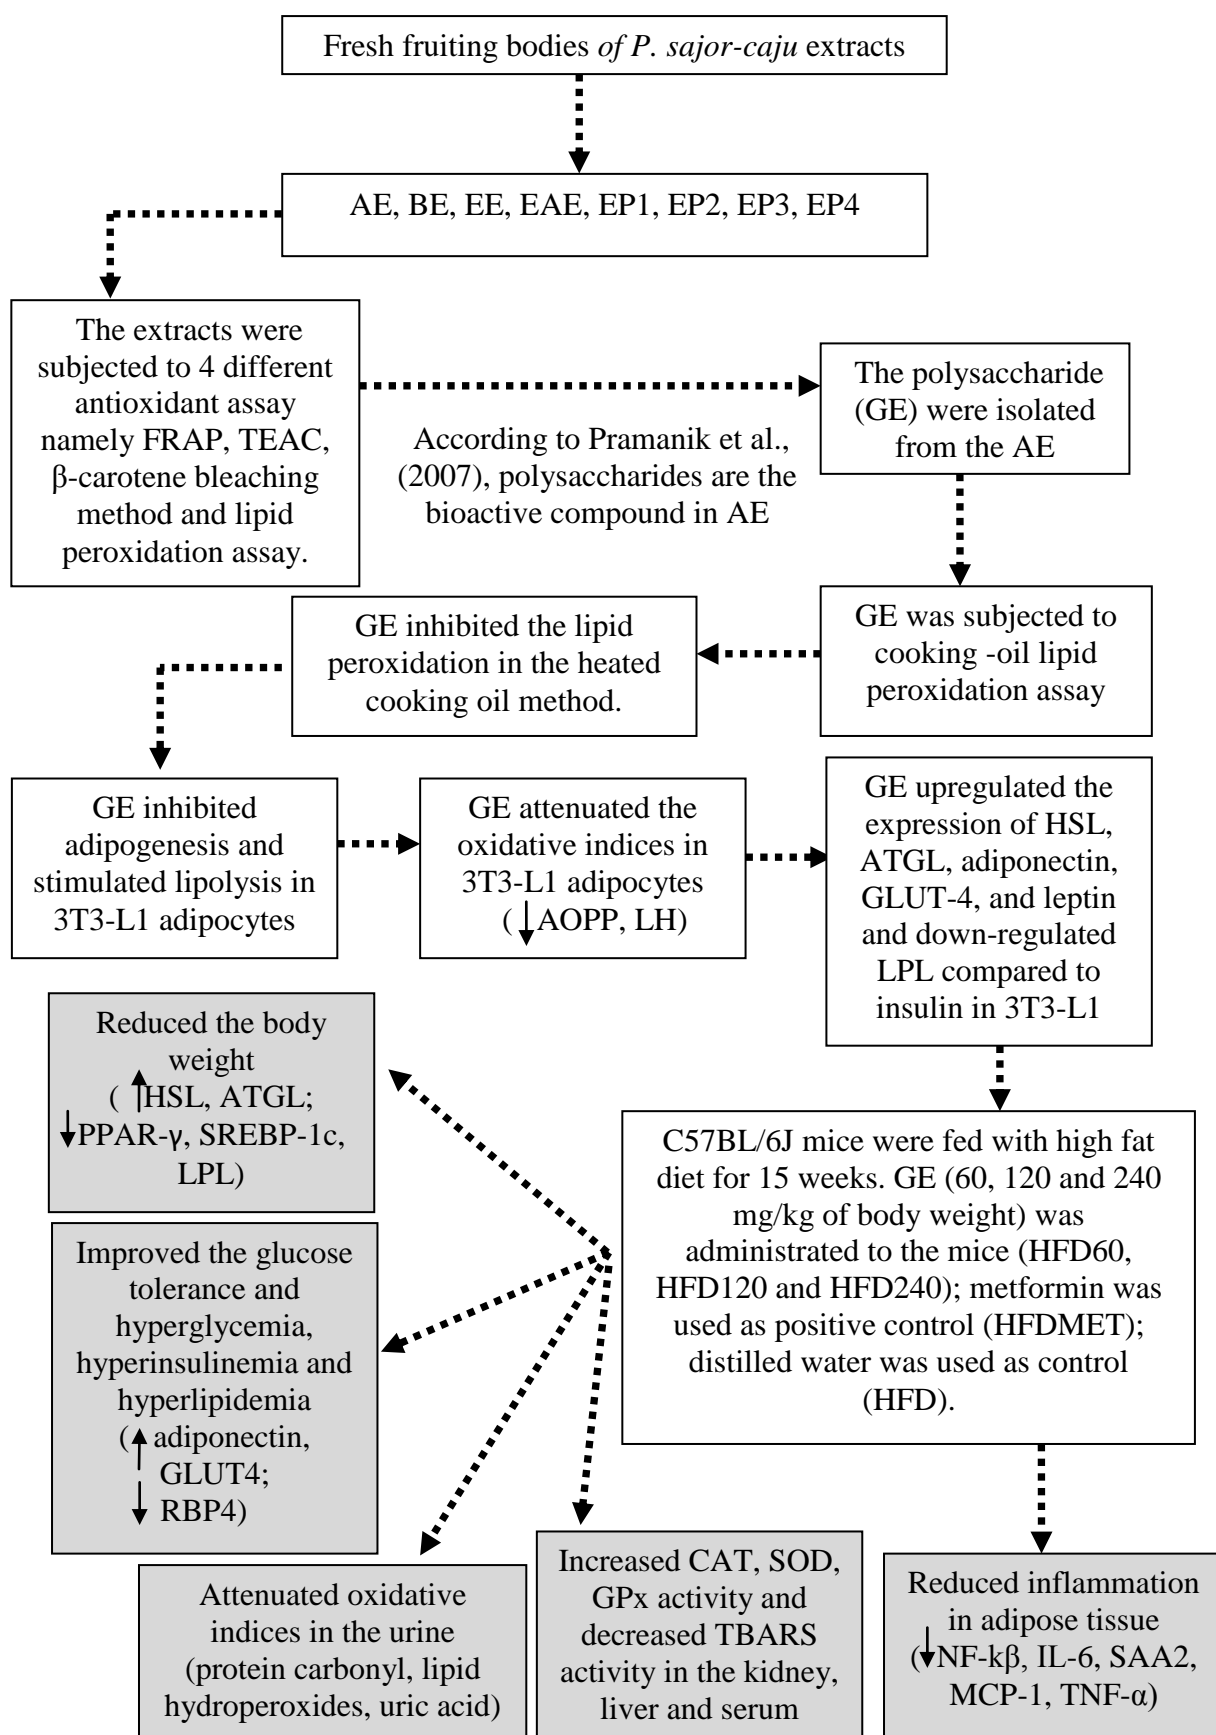 Fresh fruiting bodies of P. sajor-caju extracts
AE, BE, EE, EAE, EP1, EP2, EP3, EP4
The extracts were
subjected to 4 different
antioxidant assay
namely FRAP, TEAC,
β-carotene bleaching
method and lipid
peroxidation assay.
According to Pramanik et al.,
(2007), polysaccharides are the
bioactive compound in AE
The polysaccharide
(GE) were isolated
from the AE
GE was subjected to
cooking -oil lipid
peroxidation assay
GE inhibited the lipid
peroxidation in the heated
cooking oil method.
GE inhibited
adipogenesis and
stimulated lipolysis in
3T3-L1 adipocytes
GE attenuated the
oxidative indices in
3T3-L1 adipocytes
( ↓ AOPP, LH)
GE upregulated the
expression of HSL,
ATGL, adiponectin,
GLUT-4, and leptin
and down-regulated
LPL compared to
insulin in 3T3-L1
C57BL/6J mice were fed with high fat
diet for 15 weeks. GE (60, 120 and 240
mg/kg of body weight) was
administrated to the mice (HFD60,
HFD120 and HFD240); metformin was
used as positive control (HFDMET);
distilled water was used as control
(HFD).
Reduced the body
weight
( ↑HSL, ATGL;
↓PPAR-γ, SREBP-1c,
LPL)
Improved the glucose
tolerance and
hyperglycemia,
hyperinsulinemia and
hyperlipidemia
(↑ adiponectin,
GLUT4;
↓ RBP4)
Attenuated oxidative
indices in the urine
(protein carbonyl, lipid
hydroperoxides, uric acid)
Increased CAT, SOD,
GPx activity and
decreased TBARS
activity in the kidney,
liver and serum
Reduced inflammation
in adipose tissue
(↓NF-kβ, IL-6, SAA2,
MCP-1, TNF-α)